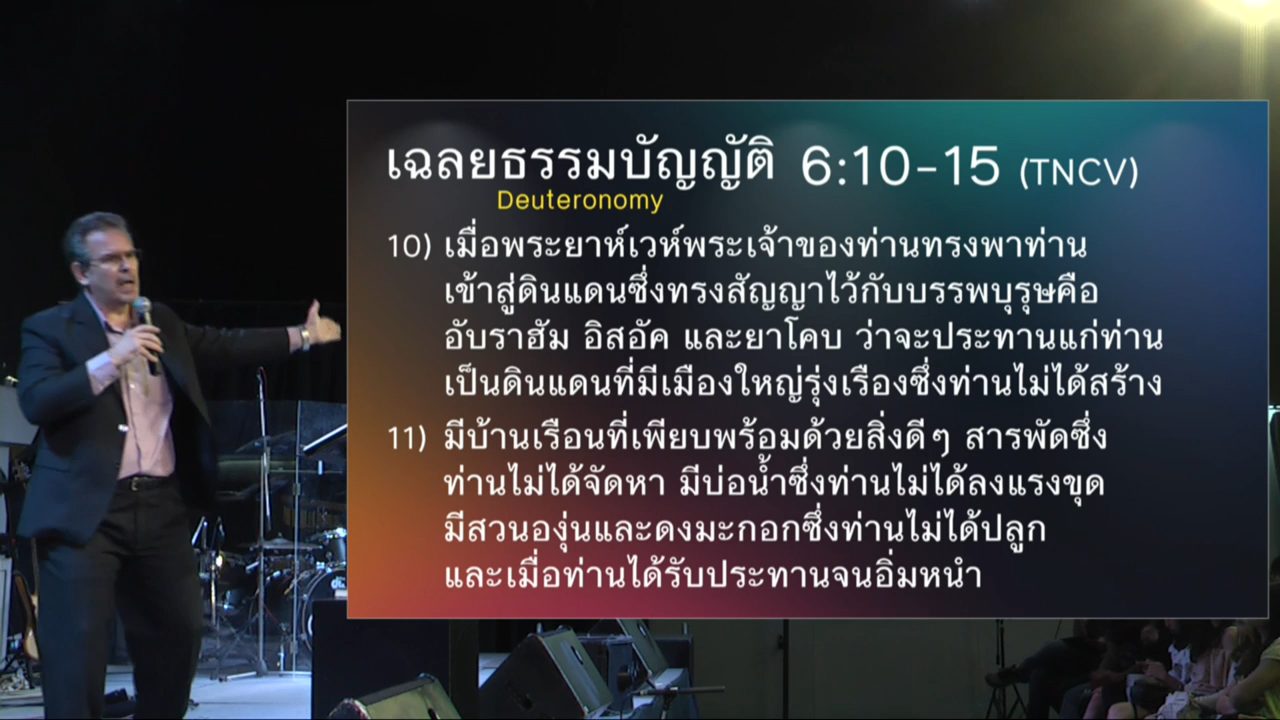 เฉลยธรรมบัญญัติ 6:10-15 (TNCV)
Deuteronomy
10) เมื่อพระยาห์เวห์พระเจ้าของท่านทรงพาท่าน
เข้าสู่ดินแดนซึ่งทรงสัญญาไว้กับบรรพบุรุษคือ
อับราฮัม อิสอัค และยาโคบ ว่าจะประทานแก่ท่าน
เป็นดินแดนที่มีเมืองใหญ่รุ่งเรืองซึ่งท่านไม่ได้สร้าง
11) มีบ้านเรือนที่เพียบพร้อมด้วยสิ่งดีๆ สารพัดซึ่ง
ท่านไม่ได้จัดหา มีบ่อน้ำซึ่งท่านไม่ได้ลงแรงขุด
มีสวนองุ่นและดงมะกอกซึ่งท่านไม่ได้ปลูก
และเมื่อท่านได้รับประทานจนอิ่มหนำ